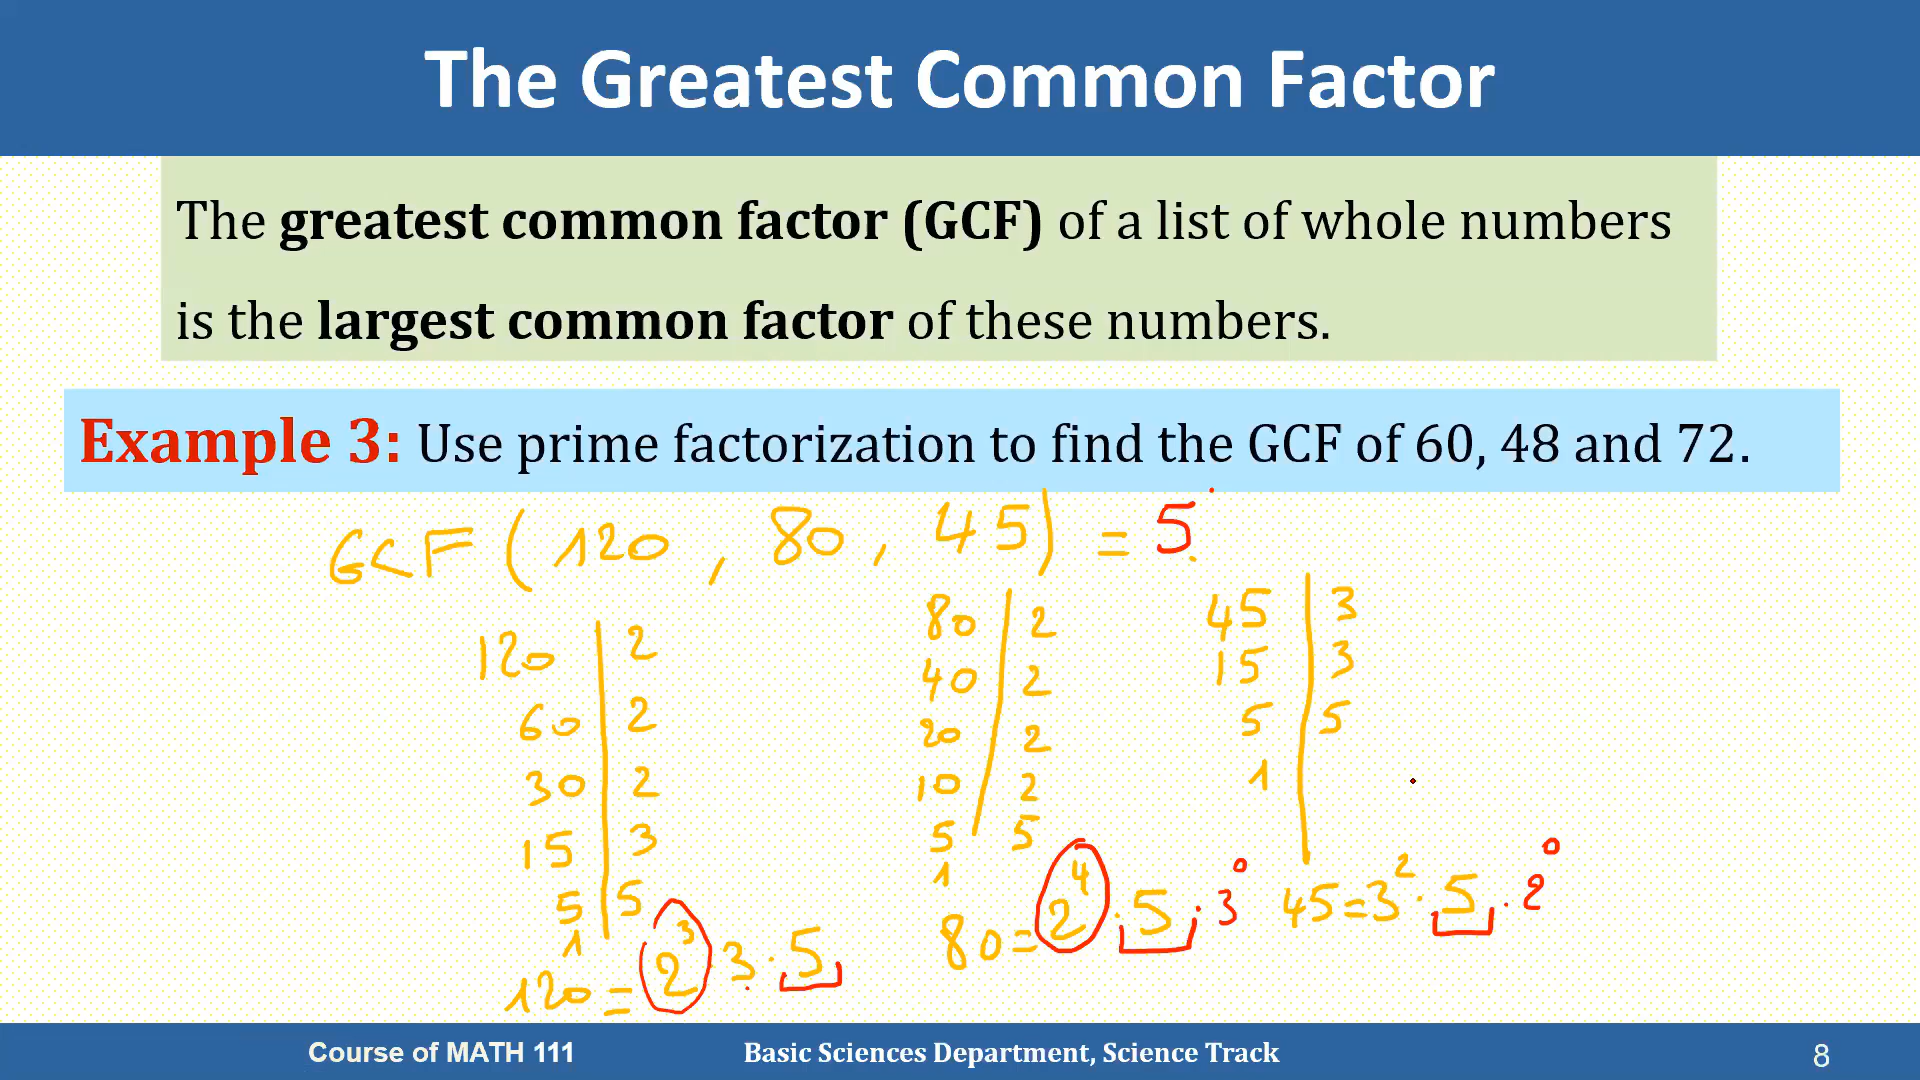 The Greatest Common Factor
The greatest common factor (GCF) of a list of whole numbers
is the largest common factor of these numbers.
Example 3: Use prime factorization to find the GCF of 60, 48 and 72.
GCF (120, 80, 45) = 5
120 | 2
60 | 2
30 | 2
15 | 3
5 | 5
1
120 = 2³ · 3 · 5
80 | 2
40 | 2
20 | 2
10 | 2
5 | 5
1
80 = 2⁴ · 5 · 3⁰
45 | 3
15 | 3
5 | 5
1
45 = 3² · 5 · 2⁰
Course of MATH 111
Basic Sciences Department, Science Track
8